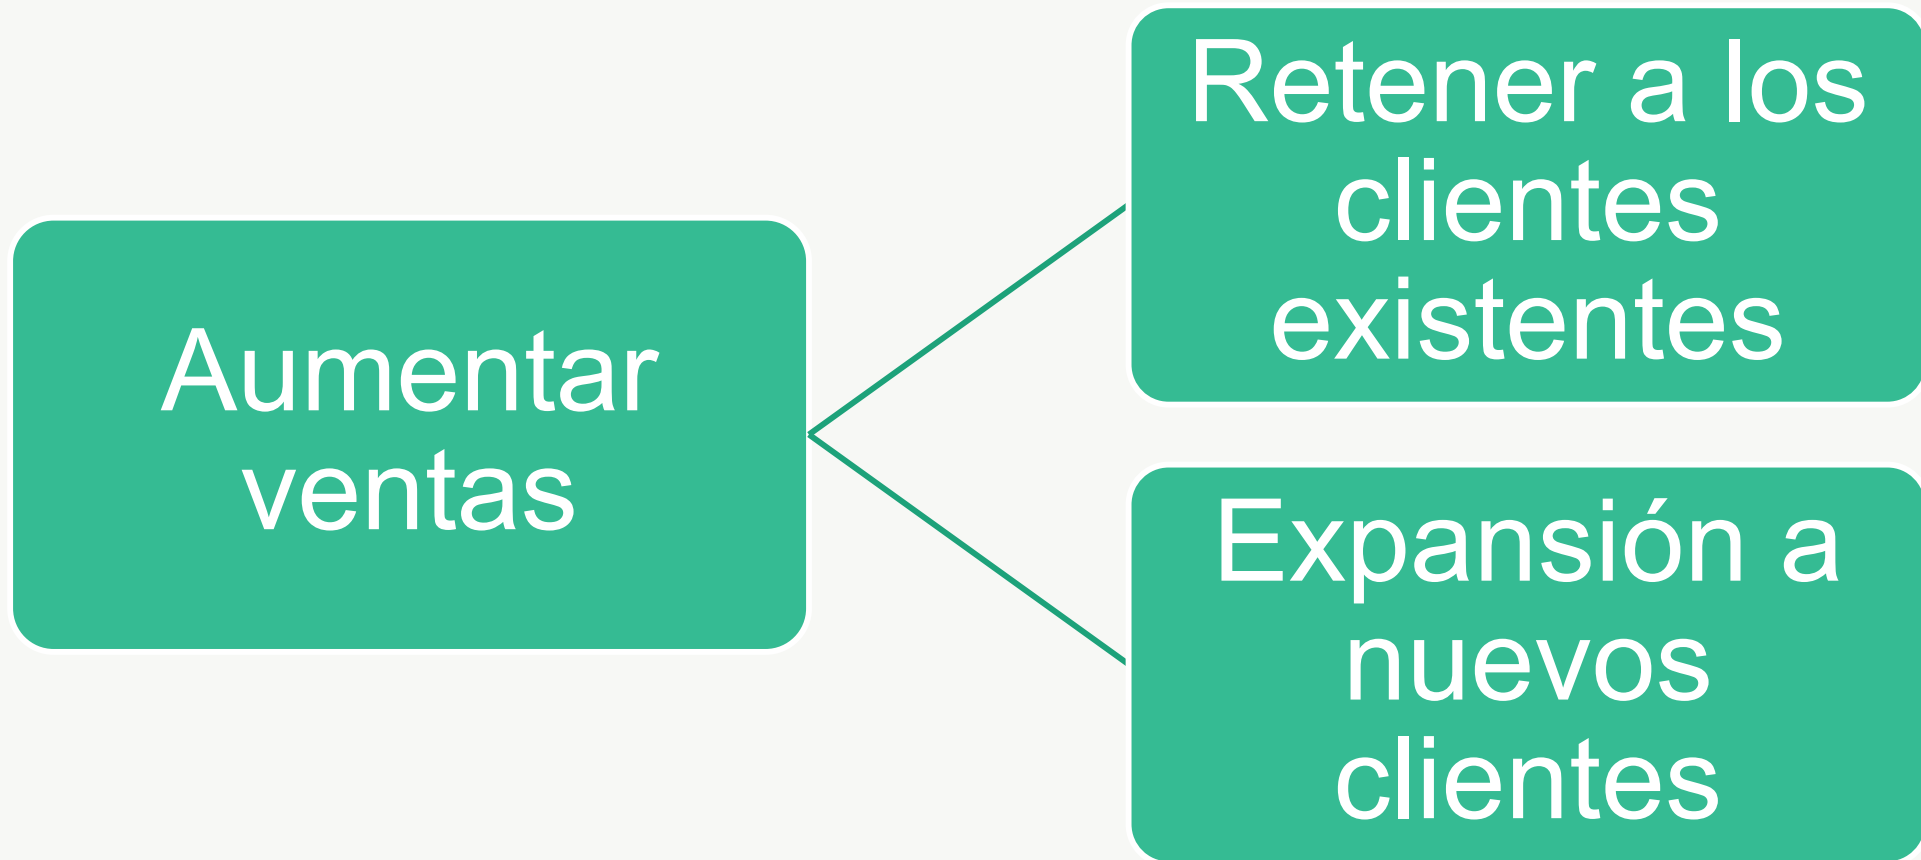 Aumentar
ventas
Retener a los
clientes
existentes
Expansión a
nuevos
clientes